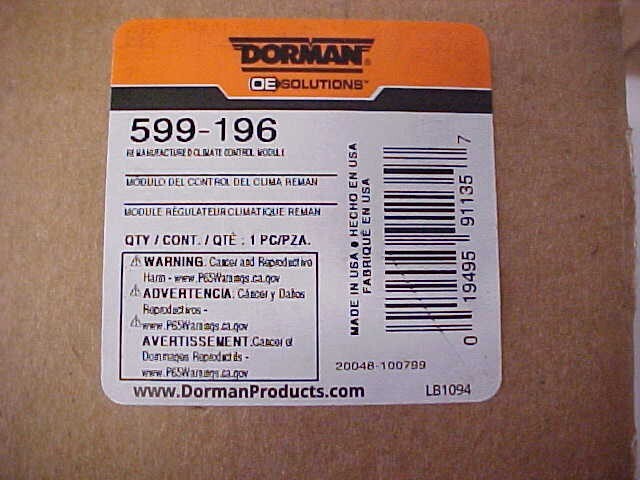 DORMAN
OE SOLUTIONS™
599-196
REMANUFACTURED CLIMATE CONTROL MODULE
MÓDULO DEL CONTROL DEL CLIMA REMAN
MODULE RÉGULATEUR CLIMATIQUE REMAN
QTY / CONT. / QTÉ : 1 PC/PZA.
⚠ WARNING: Cancer and Reproductive
Harm - www.P65Warnings.ca.gov
⚠ ADVERTENCIA: Cáncer y Daños
Reproductivos -
⚠ www.P65Warnings.ca.gov
AVERTISSEMENT: Cancer et
Dommages Reproductifs -
www.P65Warnings.ca.gov
www.DormanProducts.com
MADE IN USA ● HECHO EN USA
FABRIQUÉ EN USA
0 19495 91135 7
20048-100799
LB1094